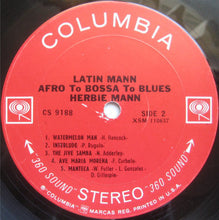 COLUMBIA
LATIN MANN
AFRO To BOSSA To BLUES
HERBIE MANN
CS 9188
SIDE 2
XSM 110637
1 WATERMELON MAN -H. Hancock-
2 INTERLUDE -P. Rugolo-
3 THE JIVE SAMBA -N. Adderley-
4 AVE MARIA MORENA -F. Curbelo-
5 MANTECA -W. Fuller - L. Gonzales -
D. Gillespie-
360 SOUND STEREO 360 SOUND
® "COLUMBIA" MARCAS REG. PRINTED IN U.S.A.